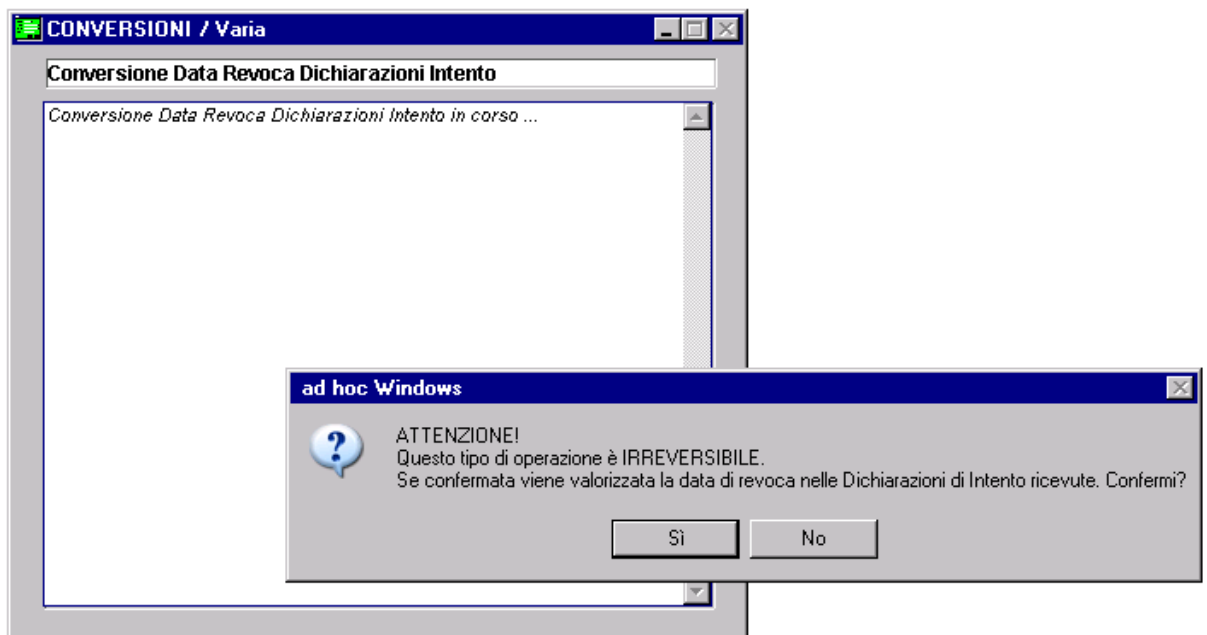 CONVERSIONI / Varia
Conversione Data Revoca Dichiarazioni Intento
Conversione Data Revoca Dichiarazioni Intento in corso ...
ad hoc Windows
ATTENZIONE!
Questo tipo di operazione è IRREVERSIBILE.
Se confermata viene valorizzata la data di revoca nelle Dichiarazioni di Intento ricevute. Confermi?
Sì No